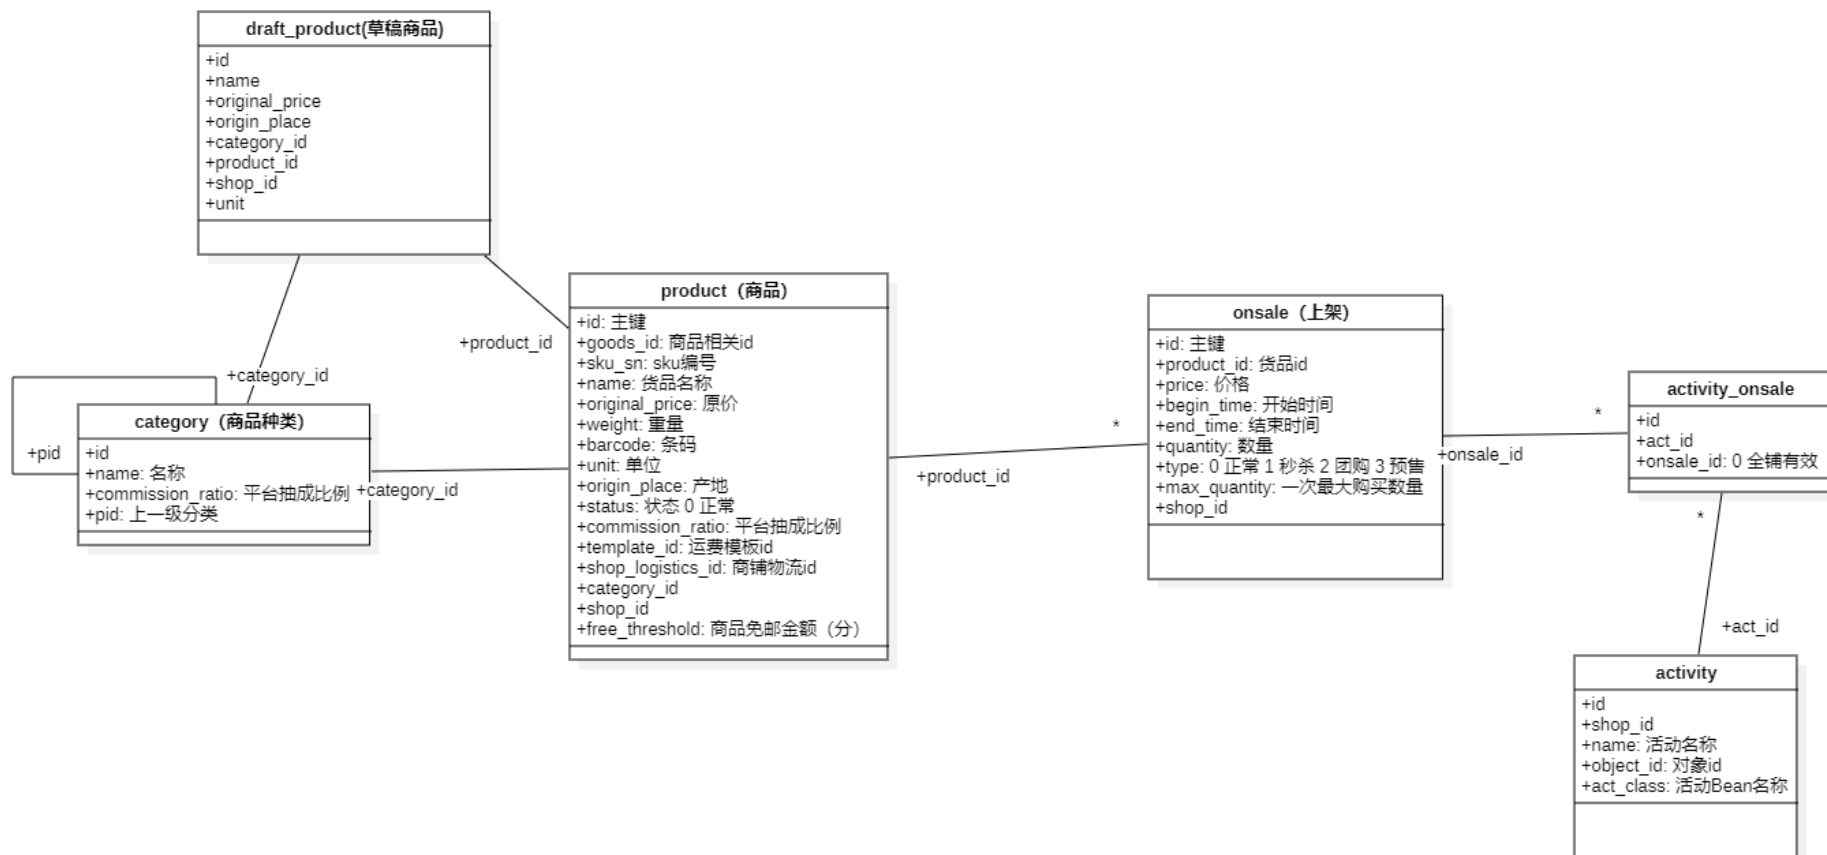 draft_product(草稿商品)
+id
+name
+original_price
+origin_place
+category_id
+product_id
+shop_id
+unit
+product_id
+category_id
+pid
category（商品种类）
+id
+name: 名称
+commission_ratio: 平台抽成比例
+pid: 上一级分类
+category_id
product（商品）
+id: 主键
+goods_id: 商品相关id
+sku_sn: sku编号
+name: 货品名称
+original_price: 原价
+weight: 重量
+barcode: 条码
+unit: 单位
+origin_place: 产地
+status: 状态 0 正常
+commission_ratio: 平台抽成比例
+template_id: 运费模板id
+shop_logistics_id: 商铺物流id
+category_id
+shop_id
+free_threshold: 商品免邮金额（分）
+product_id
*
onsale（上架）
+id: 主键
+product_id: 货品id
+price: 价格
+begin_time: 开始时间
+end_time: 结束时间
+quantity: 数量
+type: 0 正常 1 秒杀 2 团购 3 预售
+max_quantity: 一次最大购买数量
+shop_id
+onsale_id
*
activity_onsale
+id
+act_id
+onsale_id: 0 全铺有效
*
+act_id
activity
+id
+shop_id
+name: 活动名称
+object_id: 对象id
+act_class: 活动Bean名称